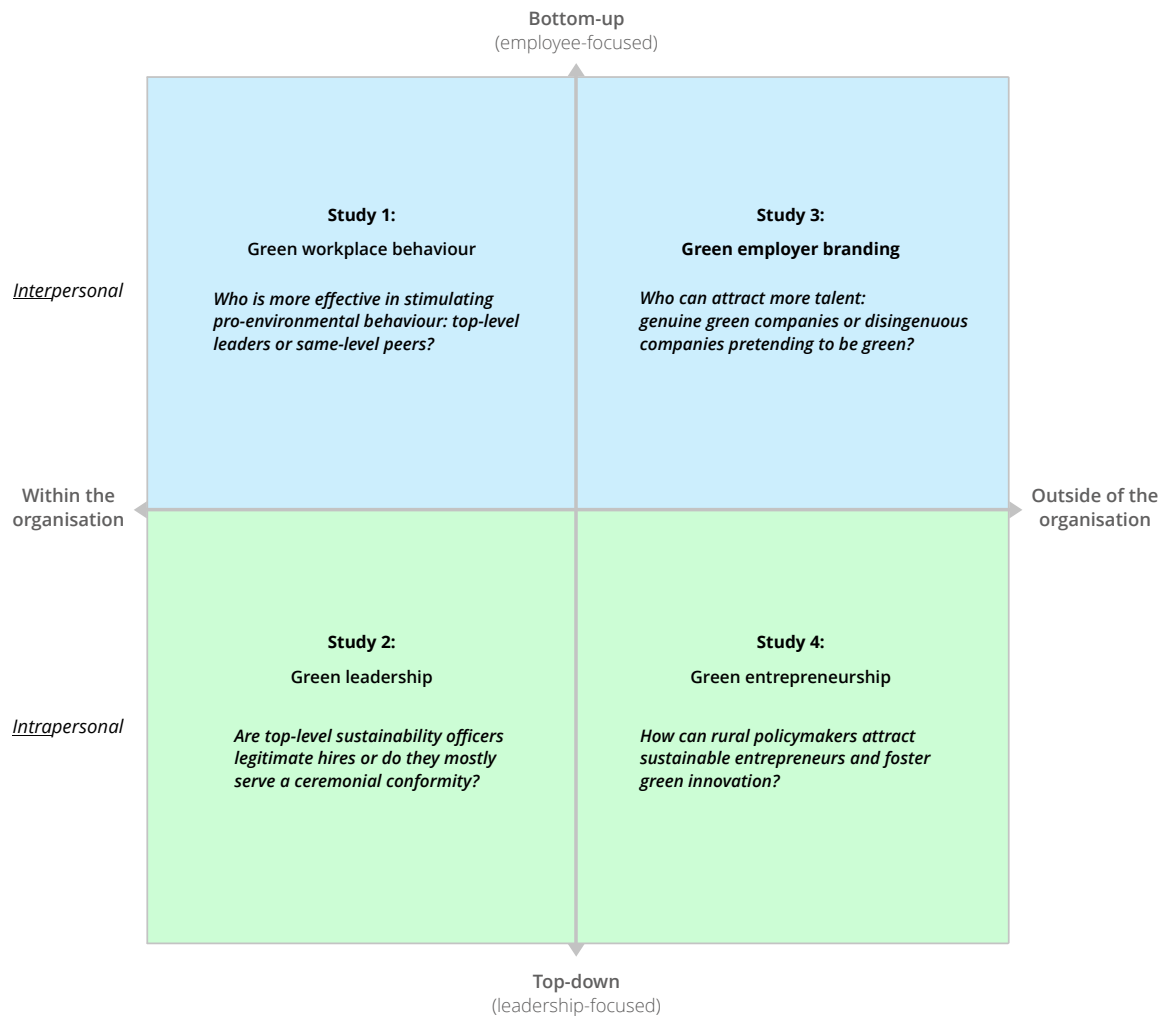 Bottom-up
(employee-focused)
Study 1:
Green workplace behaviour
Who is more effective in stimulating
pro-environmental behaviour: top-level
leaders or same-level peers?
Study 3:
Green employer branding
Who can attract more talent:
genuine green companies or disingenuous
companies pretending to be green?
Interpersonal
Within the
organisation
Outside of the
organisation
Study 2:
Green leadership
Are top-level sustainability officers
legitimate hires or do they mostly
serve a ceremonial conformity?
Study 4:
Green entrepreneurship
How can rural policymakers attract
sustainable entrepreneurs and foster
green innovation?
Intrapersonal
Top-down
(leadership-focused)